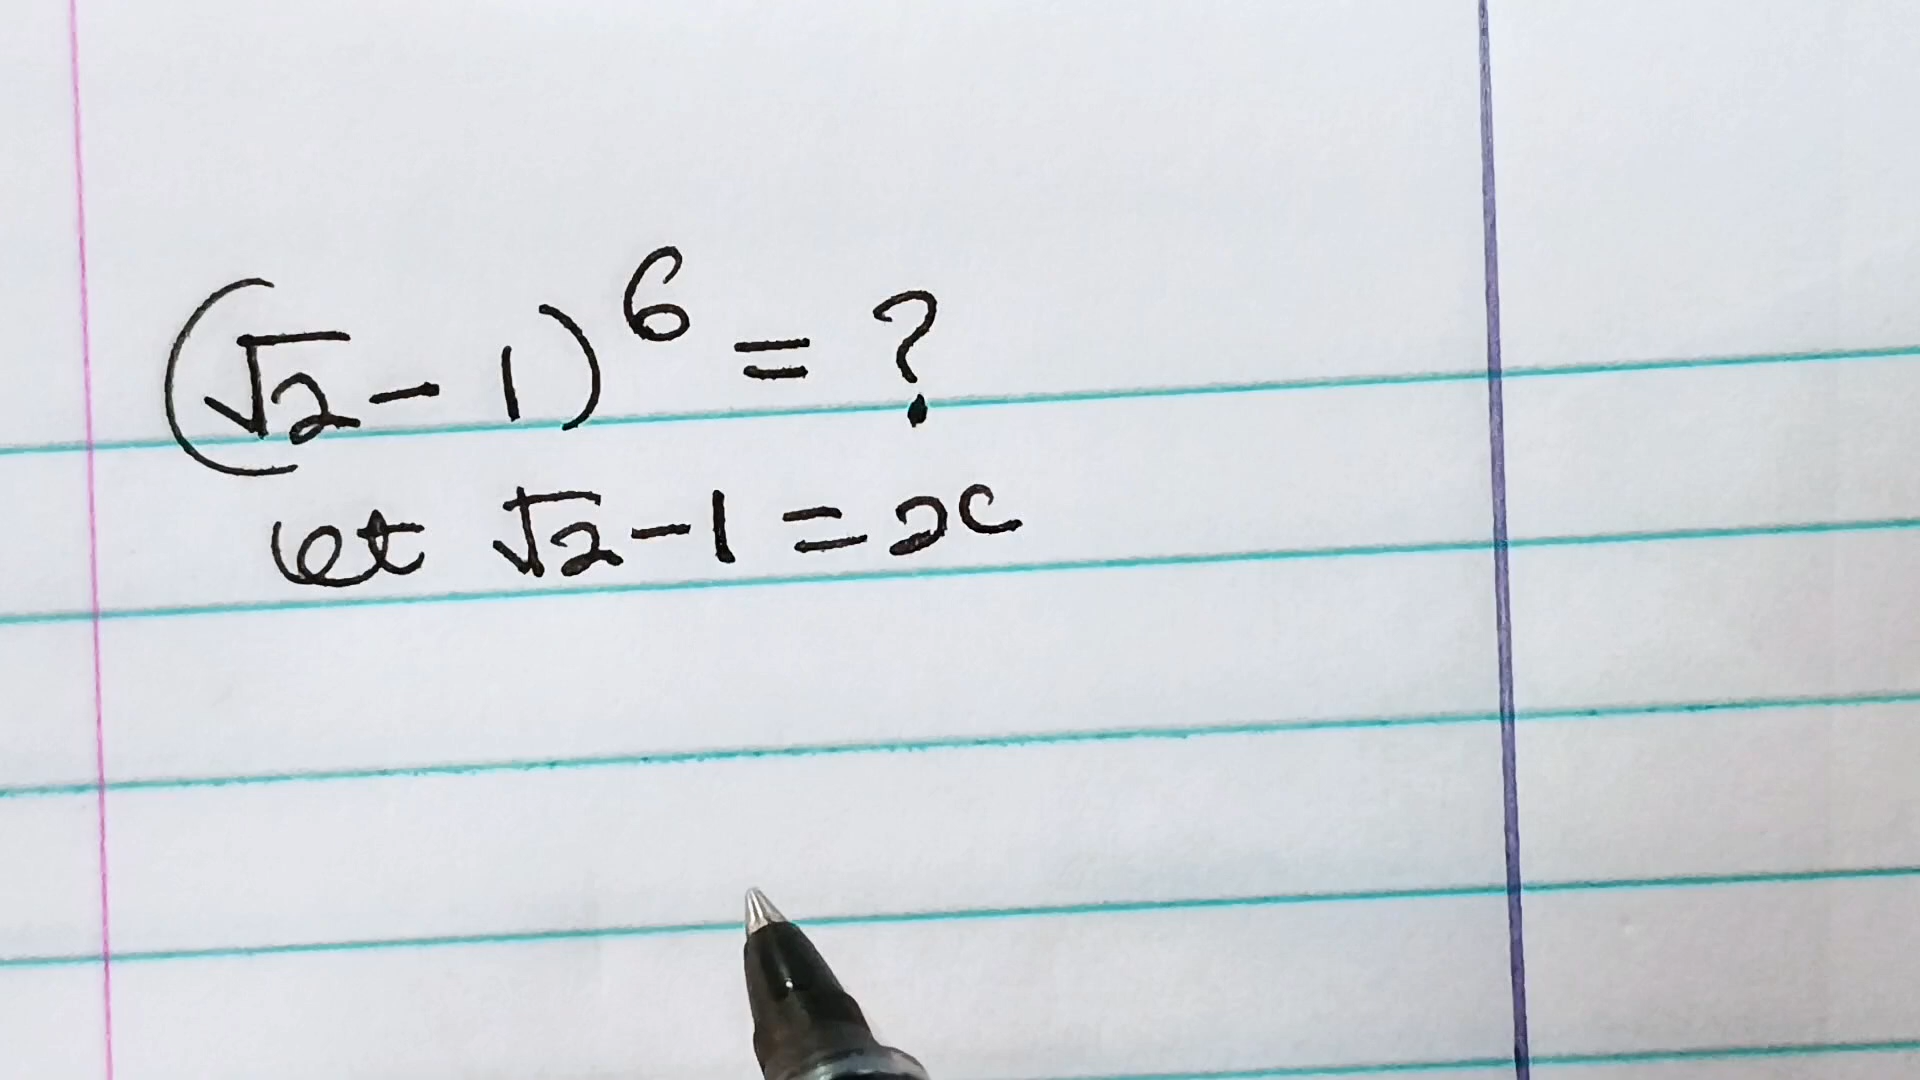 (√2 - 1)^6 = ?
let √2 - 1 = x